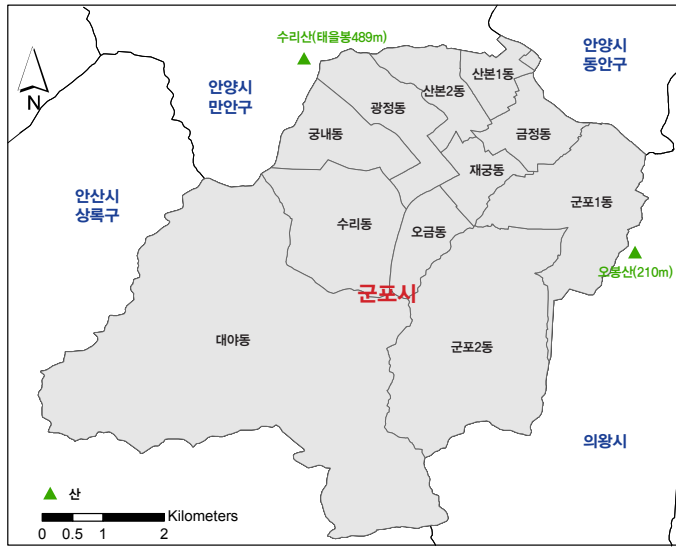 수리산(태을봉489m)
안양시
동안구
산본1동
안양시
만안구
산본2동
광정동
N
금정동
궁내동
재궁동
안산시
상록구
군포1동
수리동
오금동
오봉산(210m)
군포시
대야동
군포2동
의왕시
산
Kilometers
0 0.5 1 2